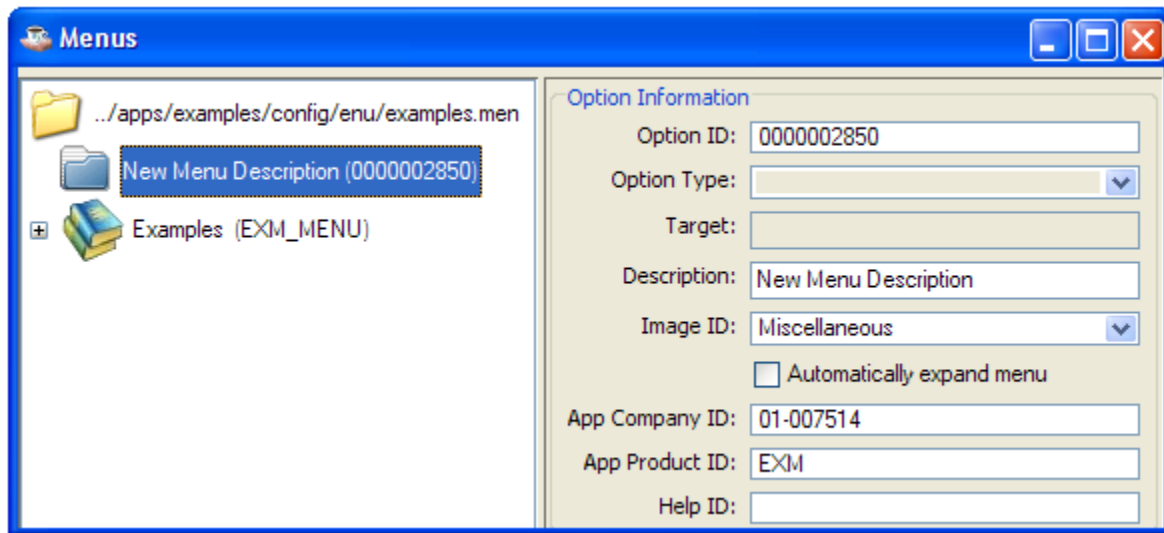 Menus
../apps/examples/config/enu/examples.men
New Menu Description (0000002850)
Examples (EXM_MENU)
Option Information
Option ID: 0000002850
Option Type:
Target:
Description: New Menu Description
Image ID: Miscellaneous
Automatically expand menu
App Company ID: 01-007514
App Product ID: EXM
Help ID: